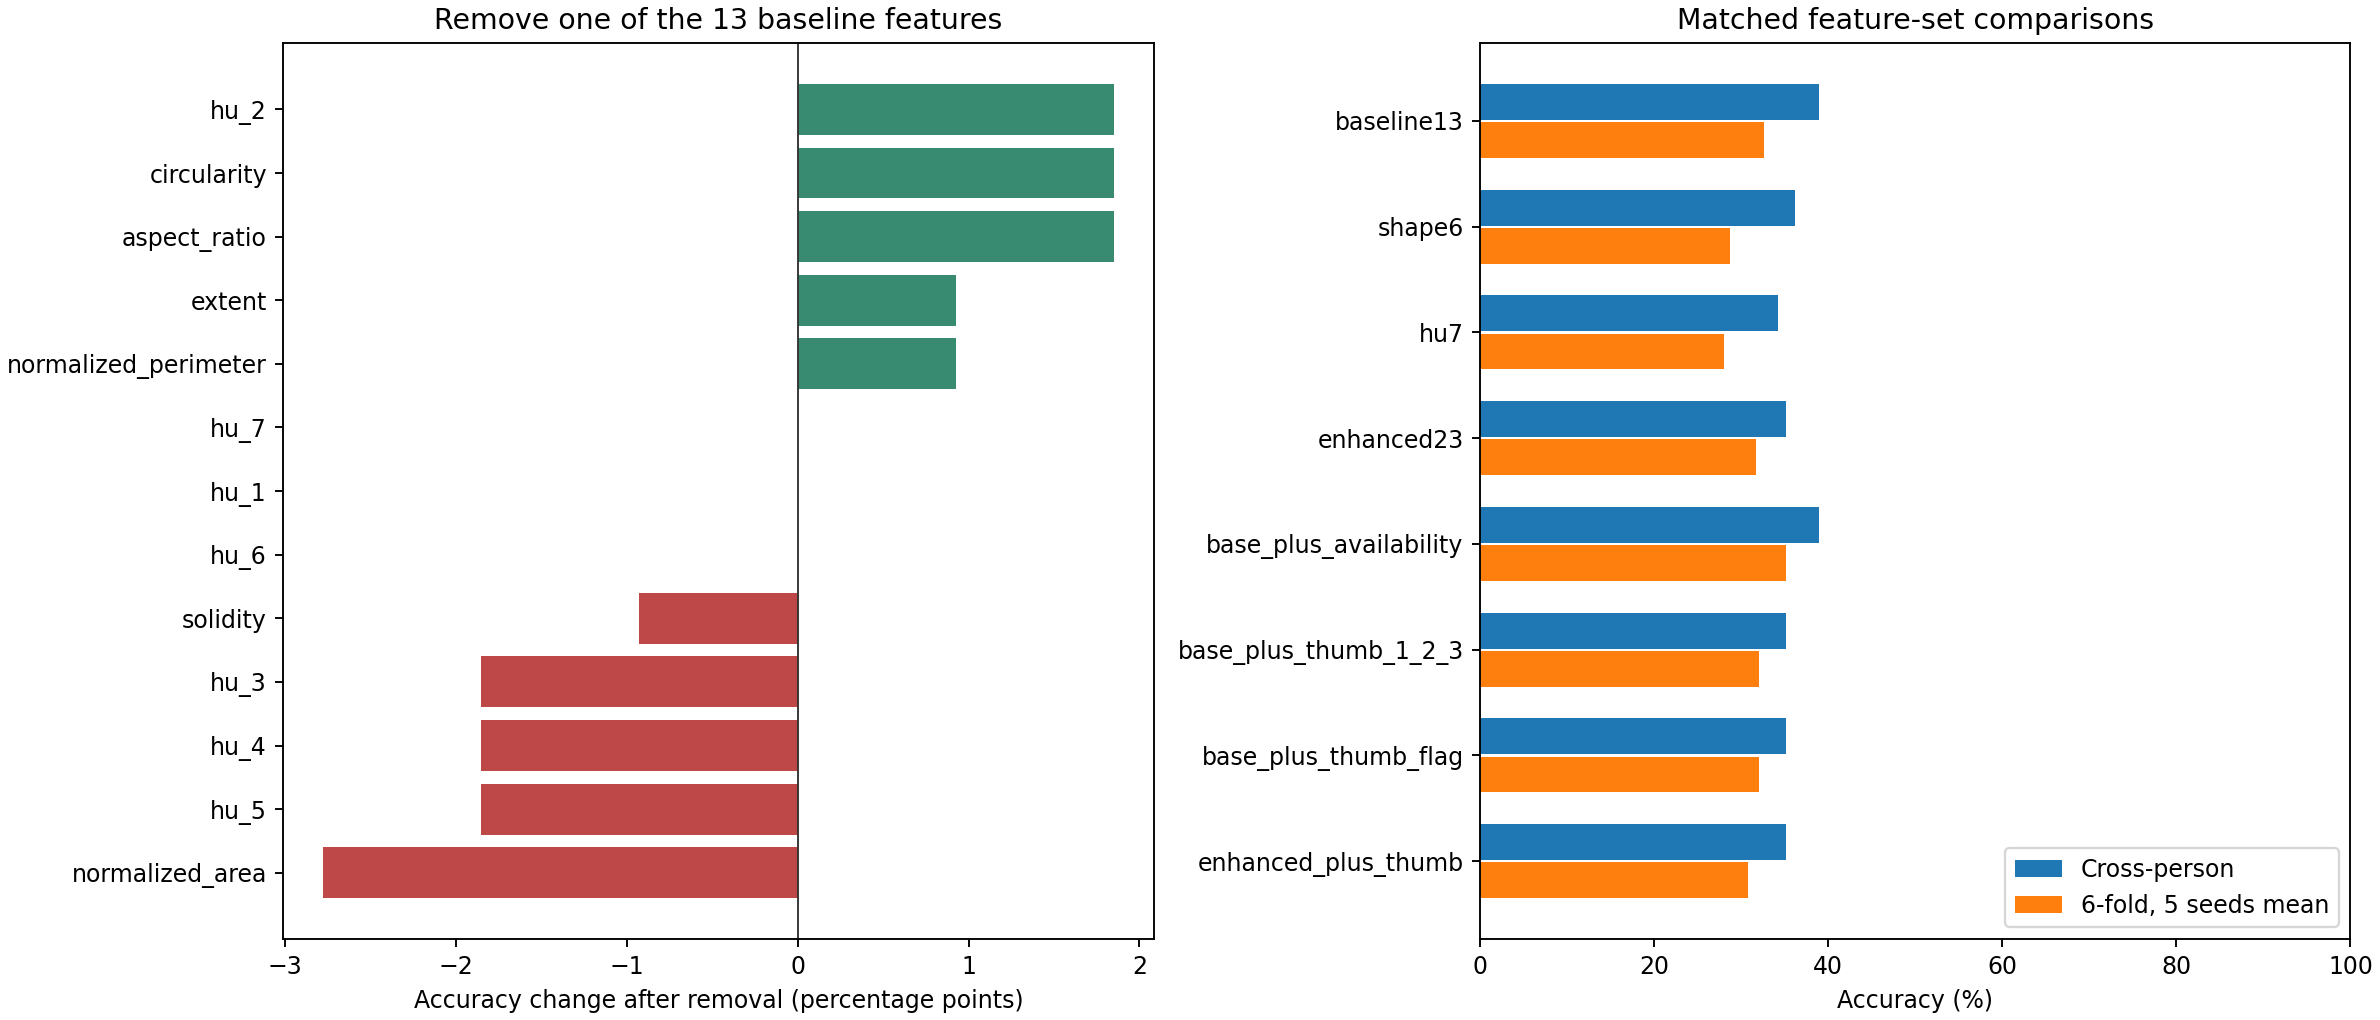 Remove one of the 13 baseline features
hu_2
circularity
aspect_ratio
extent
normalized_perimeter
hu_7
hu_1
hu_6
solidity
hu_3
hu_4
hu_5
normalized_area
−3 −2 −1 0 1 2
Accuracy change after removal (percentage points)
Matched feature-set comparisons
baseline13
shape6
hu7
enhanced23
base_plus_availability
base_plus_thumb_1_2_3
base_plus_thumb_flag
enhanced_plus_thumb
Cross-person
6-fold, 5 seeds mean
0 20 40 60 80 100
Accuracy (%)